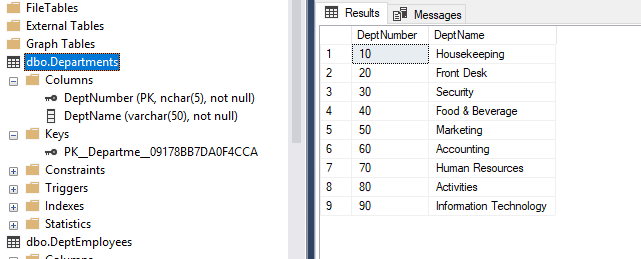 FileTables
External Tables
Graph Tables
dbo.Departments
Columns
DeptNumber (PK, nchar(5), not null)
DeptName (varchar(50), not null)
Keys
PK__Departme__09178BB7DA0F4CCA
Constraints
Triggers
Indexes
Statistics
dbo.DeptEmployees
Columns
Results Messages
DeptNumber DeptName
1 10 Housekeeping
2 20 Front Desk
3 30 Security
4 40 Food & Beverage
5 50 Marketing
6 60 Accounting
7 70 Human Resources
8 80 Activities
9 90 Information Technology